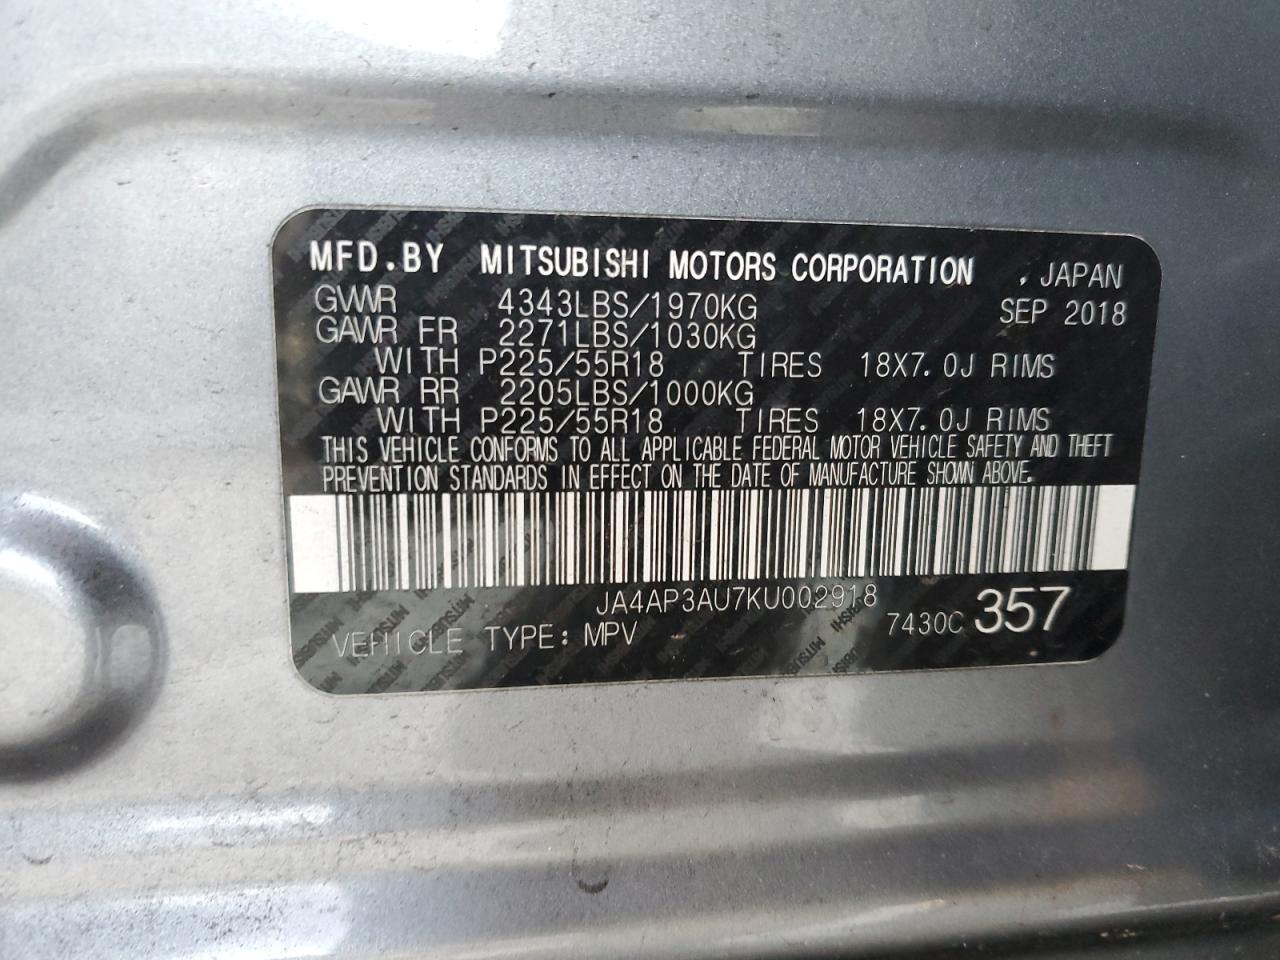 MFD.BY MITSUBISHI MOTORS CORPORATION , JAPAN
GVWR 4343LBS/1970KG SEP 2018
GAWR FR 2271LBS/1030KG
WITH P225/55R18 TIRES 18X7.0J RIMS
GAWR RR 2205LBS/1000KG
WITH P225/55R18 TIRES 18X7.0J RIMS
THIS VEHICLE CONFORMS TO ALL APPLICABLE FEDERAL MOTOR VEHICLE SAFETY AND THEFT
PREVENTION STANDARDS IN EFFECT ON THE DATE OF MANUFACTURE SHOWN ABOVE.
JA4AP3AU7KU002918
VEHICLE TYPE: MPV 7430C 357